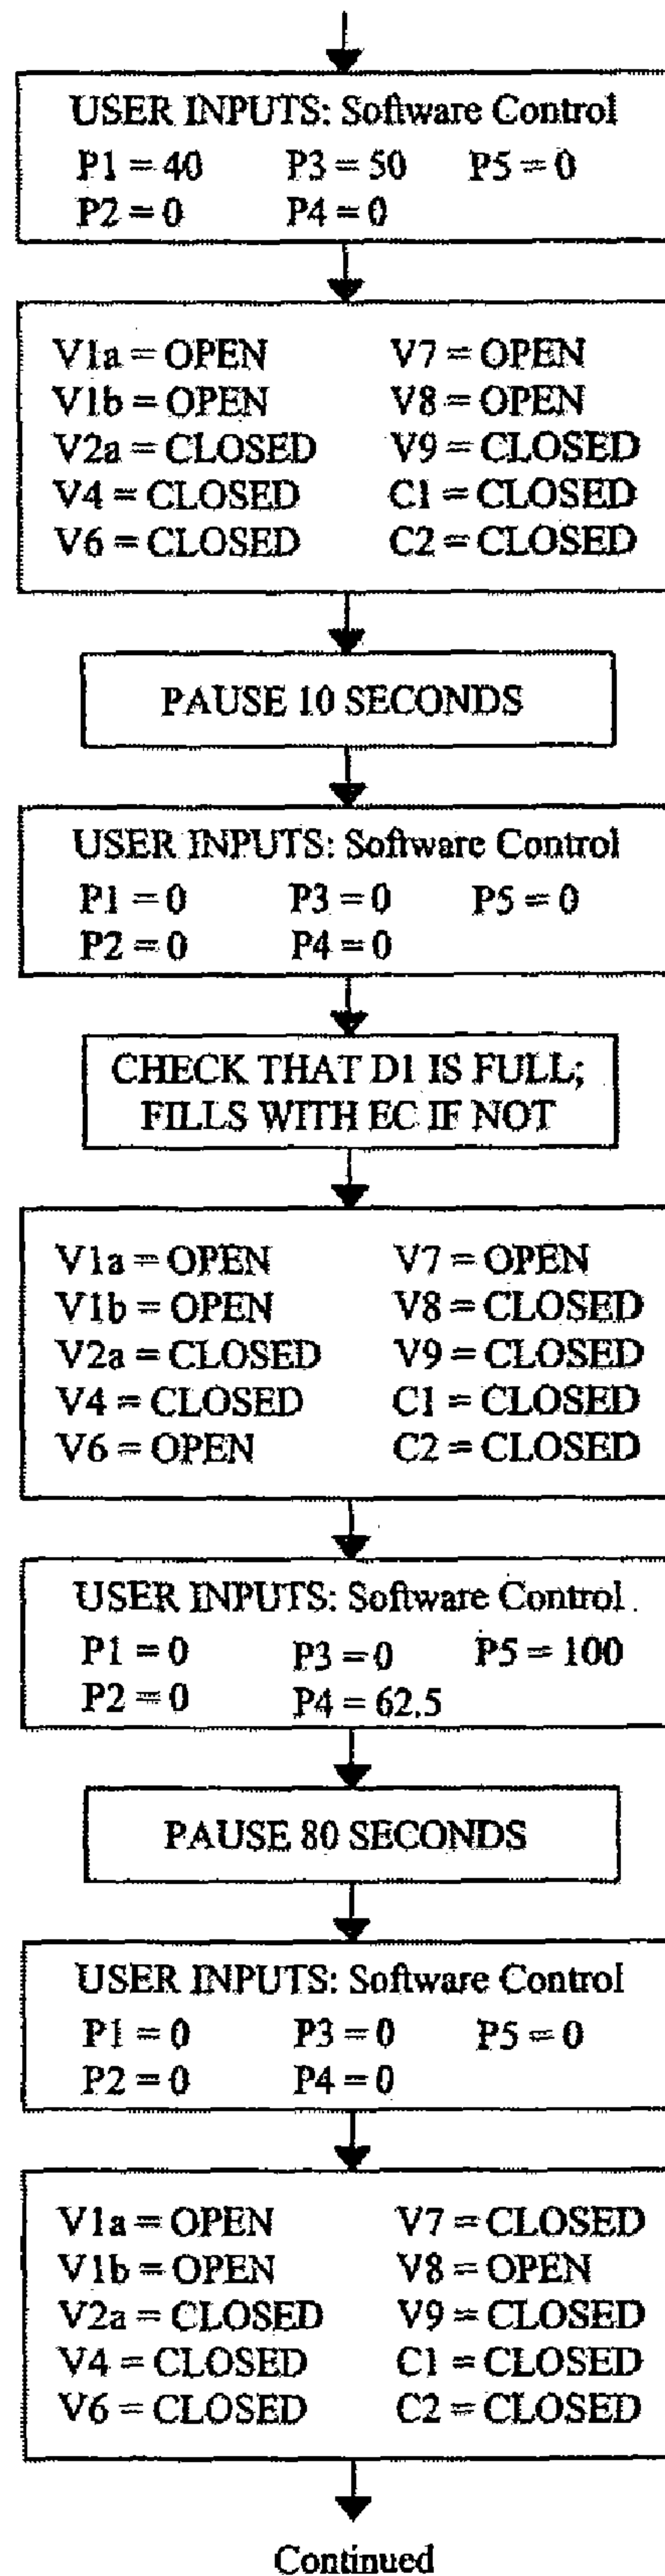 USER INPUTS: Software Control
P1 = 40 P3 = 50 P5 = 0
P2 = 0 P4 = 0
V1a = OPEN V7 = OPEN
V1b = OPEN V8 = OPEN
V2a = CLOSED V9 = CLOSED
V4 = CLOSED C1 = CLOSED
V6 = CLOSED C2 = CLOSED
PAUSE 10 SECONDS
USER INPUTS: Software Control
P1 = 0 P3 = 0 P5 = 0
P2 = 0 P4 = 0
CHECK THAT D1 IS FULL;
FILLS WITH EC IF NOT
V1a = OPEN V7 = OPEN
V1b = OPEN V8 = CLOSED
V2a = CLOSED V9 = CLOSED
V4 = CLOSED C1 = CLOSED
V6 = OPEN C2 = CLOSED
USER INPUTS: Software Control
P1 = 0 P3 = 0 P5 = 100
P2 = 0 P4 = 62.5
PAUSE 80 SECONDS
USER INPUTS: Software Control
P1 = 0 P3 = 0 P5 = 0
P2 = 0 P4 = 0
V1a = OPEN V7 = CLOSED
V1b = OPEN V8 = OPEN
V2a = CLOSED V9 = CLOSED
V4 = CLOSED C1 = CLOSED
V6 = CLOSED C2 = CLOSED
Continued